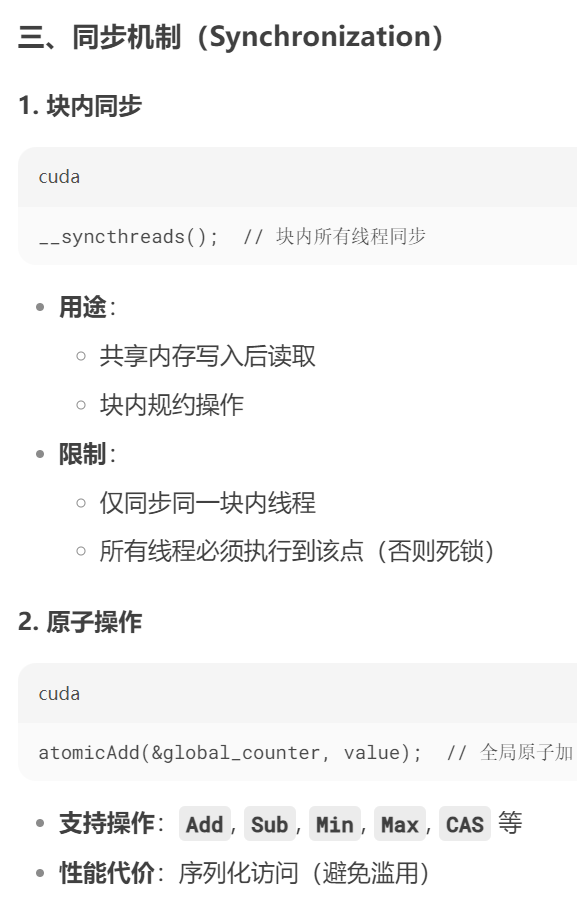 三、同步机制（Synchronization）
1. 块内同步
cuda
__syncthreads();  // 块内所有线程同步
用途：
共享内存写入后读取
块内规约操作
限制：
仅同步同一块内线程
所有线程必须执行到该点（否则死锁）
2. 原子操作
cuda
atomicAdd(&global_counter, value);  // 全局原子加
支持操作：Add, Sub, Min, Max, CAS 等
性能代价：序列化访问（避免滥用）